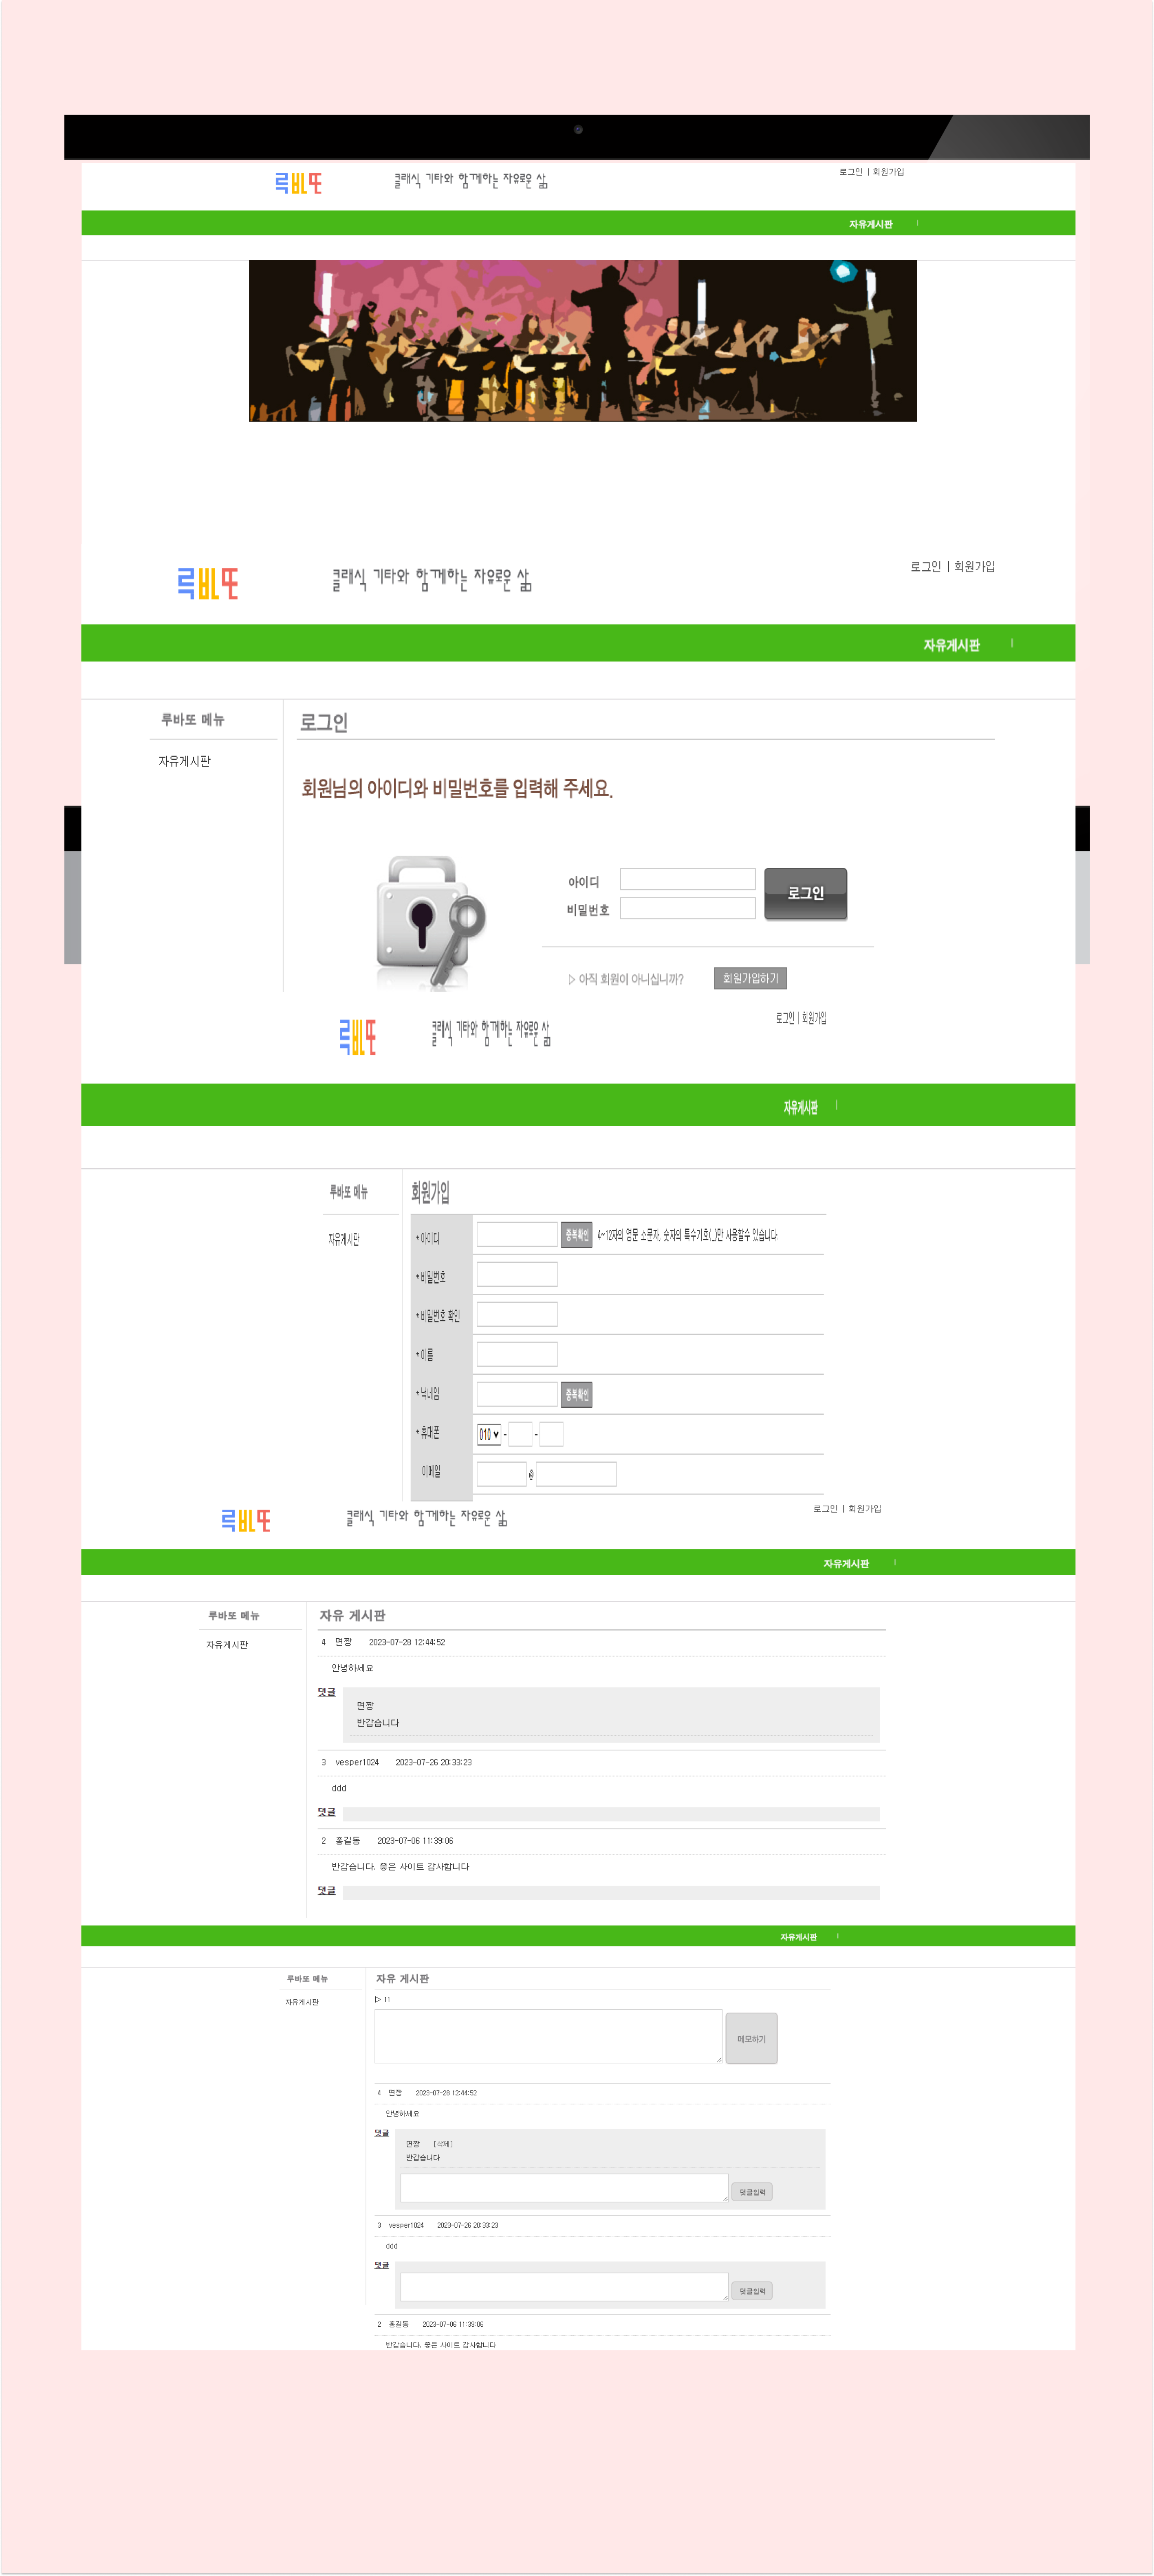 루바또 클래식 기타와 함께하는 자유로운 삶 로그인 | 회원가입
자유게시판 |
루바또 클래식 기타와 함께하는 자유로운 삶 로그인 | 회원가입
자유게시판 |
루바또 메뉴 로그인
자유게시판
회원님의 아이디와 비밀번호를 입력해 주세요.
아이디
로그인
비밀번호
▷ 아직 회원이 아니십니까? 회원가입하기
루바또 클래식 기타와 함께하는 자유로운 삶 로그인 | 회원가입
자유게시판 |
루바또 메뉴 회원가입
자유게시판
* 아이디 중복확인 4~12자의 영문 소문자, 숫자와 특수기호(_)만 사용할수 있습니다.
* 비밀번호
* 비밀번호 확인
* 이름
* 닉네임 중복확인
* 휴대폰 010 - -
이메일 @
루바또 클래식 기타와 함께하는 자유로운 삶 로그인 | 회원가입
자유게시판 |
루바또 메뉴 자유 게시판
자유게시판
4 면짱 2023-07-28 12:44:52
안녕하세요
댓글
면짱
반갑습니다
3 vesper1024 2023-07-26 20:33:23
ddd
댓글
2 홍길동 2023-07-06 11:39:06
반갑습니다. 좋은 사이트 감사합니다
댓글
자유게시판 |
루바또 메뉴 자유 게시판
자유게시판
▷ 11
메모하기
4 면짱 2023-07-28 12:44:52
안녕하세요
댓글
면짱 [삭제]
반갑습니다
덧글입력
3 vesper1024 2023-07-26 20:33:23
ddd
댓글
덧글입력
2 홍길동 2023-07-06 11:39:06
반갑습니다. 좋은 사이트 감사합니다